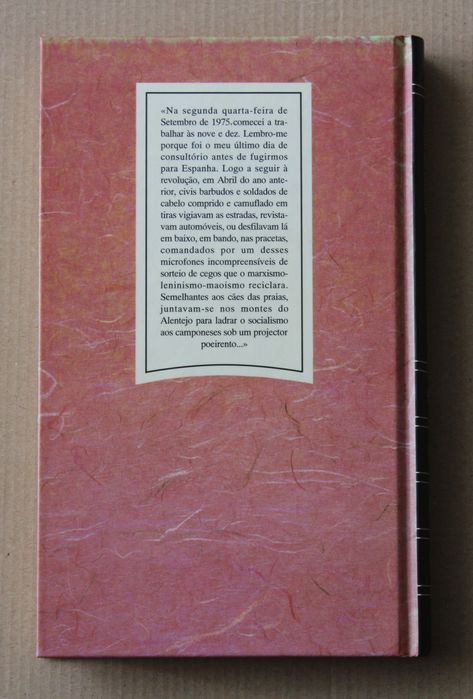 «Na segunda quarta-feira de
Setembro de 1975 comecei a tra-
balhar às nove e dez. Lembro-me
porque foi o meu último dia de
consultório antes de fugirmos
para Espanha. Logo a seguir à
revolução, em Abril do ano ante-
rior, civis barbudos e soldados de
cabelo comprido e camuflado em
tiras vigiavam as estradas, revista-
vam automóveis, ou desfilavam lá
em baixo, em bando, nas pracetas,
comandados por um desses
microfones incompreensíveis de
sorteio de cegos que o marxismo-
leninismo-maoismo reciclara.
Semelhantes aos cães das praias,
juntavam-se nos montes do
Alentejo para ladrar o socialismo
aos camponeses sob um projector
poeirento...»